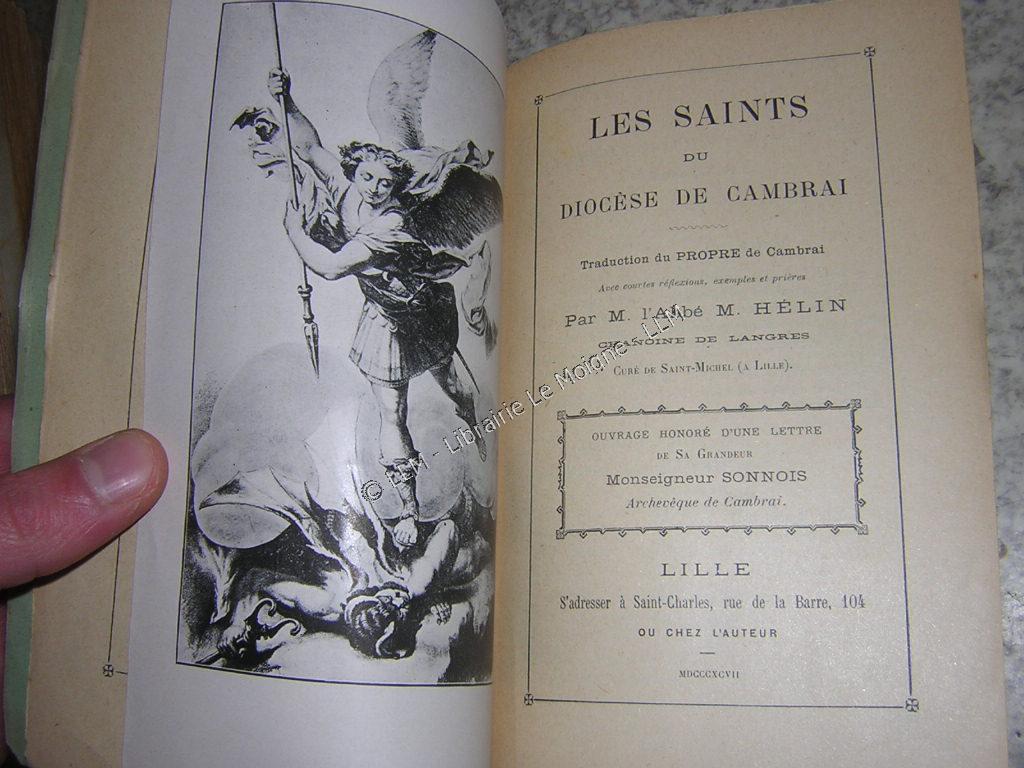 LES SAINTS
DU
DIOCÈSE DE CAMBRAI
Traduction du PROPRE de Cambrai
Avec courtes réflexions, exemples et prières
Par M. l'Abbé M. HÉLIN
CHANOINE DE LANGRES
CURÉ DE SAINT-MICHEL (A LILLE).
OUVRAGE HONORÉ D'UNE LETTRE
DE SA GRANDEUR
Monseigneur SONNOIS
Archevêque de Cambrai.
LILLE
S'adresser à Saint-Charles, rue de la Barre, 104
OU CHEZ L'AUTEUR
MDCCCXCVII
© LLM - Librairie Le Moigne - LLM